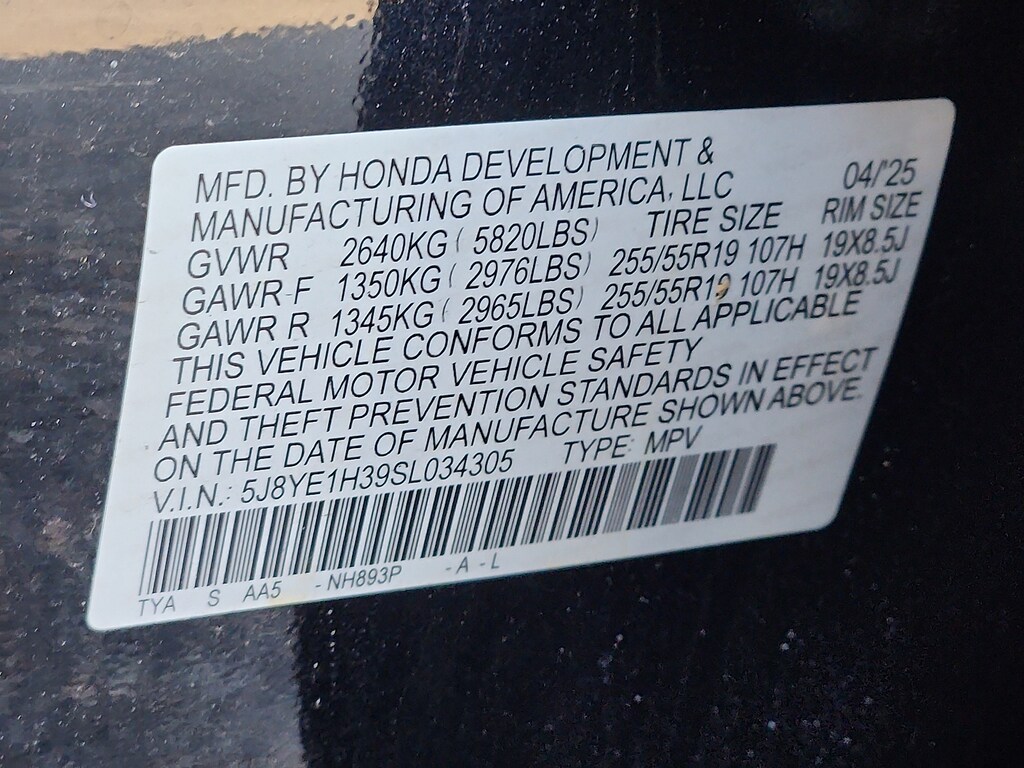 MFD. BY HONDA DEVELOPMENT &
MANUFACTURING OF AMERICA, LLC 04/'25
GVWR 2640KG ( 5820LBS) TIRE SIZE RIM SIZE
GAWR F 1350KG ( 2976LBS) 255/55R19 107H 19X8.5J
GAWR R 1345KG ( 2965LBS) 255/55R19 107H 19X8.5J
THIS VEHICLE CONFORMS TO ALL APPLICABLE
FEDERAL MOTOR VEHICLE SAFETY
AND THEFT PREVENTION STANDARDS IN EFFECT
ON THE DATE OF MANUFACTURE SHOWN ABOVE.
V.I.N.: 5J8YE1H39SL034305 TYPE: MPV
TYA S AA5 - NH893P - A - L